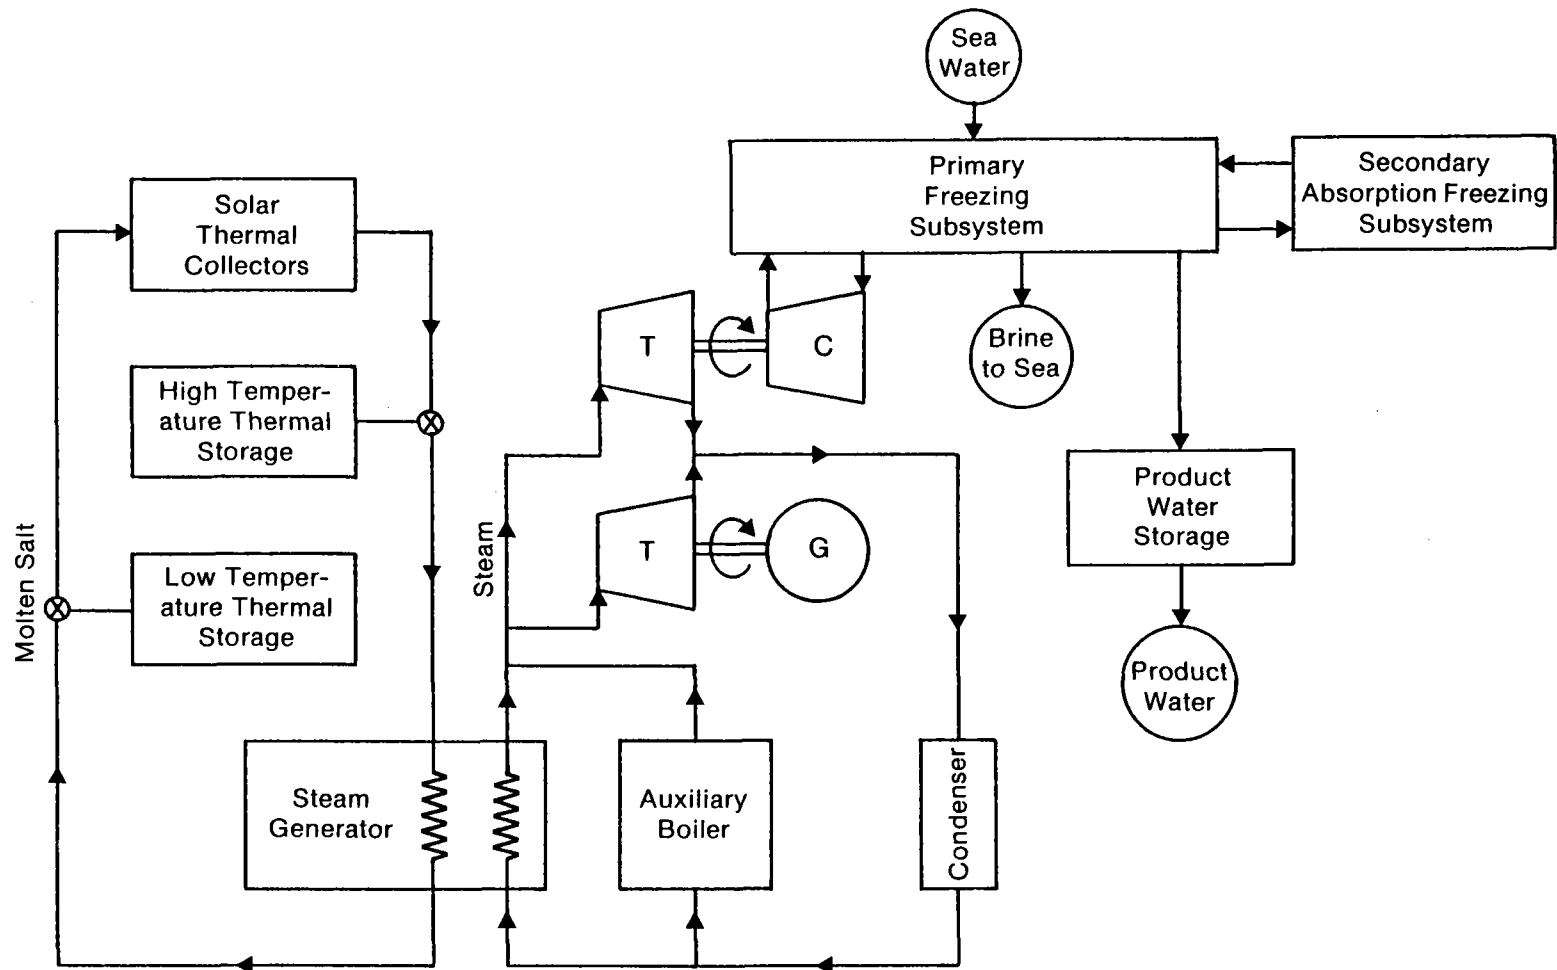 Sea
Water
Primary
Freezing
Subsystem
Secondary
Absorption Freezing
Subsystem
Solar
Thermal
Collectors
T
C
Brine
to Sea
High Temper-
ature Thermal
Storage
Product
Water
Storage
Molten Salt
Steam
T
G
Low Temper-
ature Thermal
Storage
Product
Water
Steam
Generator
Auxiliary
Boiler
Condenser